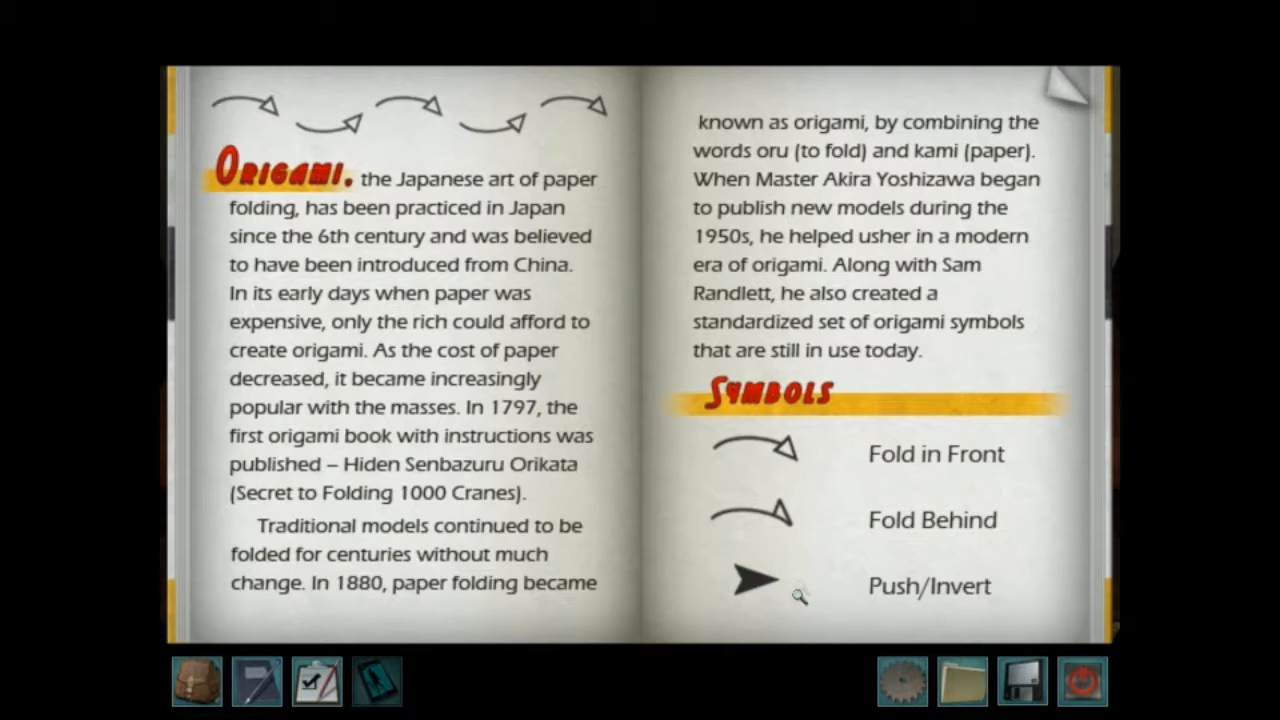 Origami, the Japanese art of paper
folding, has been practiced in Japan
since the 6th century and was believed
to have been introduced from China.
In its early days when paper was
expensive, only the rich could afford to
create origami. As the cost of paper
decreased, it became increasingly
popular with the masses. In 1797, the
first origami book with instructions was
published – Hiden Senbazuru Orikata
(Secret to Folding 1000 Cranes).
Traditional models continued to be
folded for centuries without much
change. In 1880, paper folding became
known as origami, by combining the
words oru (to fold) and kami (paper).
When Master Akira Yoshizawa began
to publish new models during the
1950s, he helped usher in a modern
era of origami. Along with Sam
Randlett, he also created a
standardized set of origami symbols
that are still in use today.
Symbols
Fold in Front
Fold Behind
Push/Invert